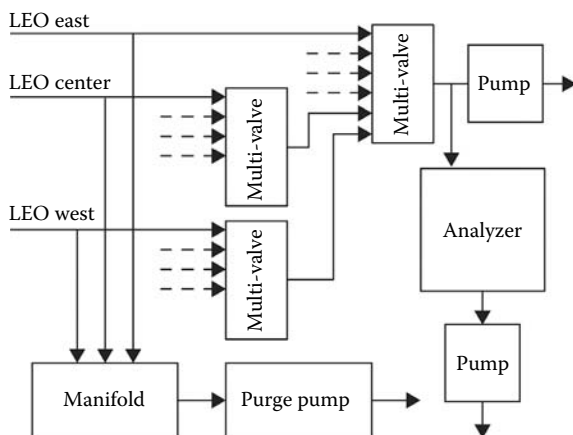 LEO east
LEO center
LEO west
Multi-valve
Multi-valve
Multi-valve
Pump
Analyzer
Pump
Manifold
Purge pump